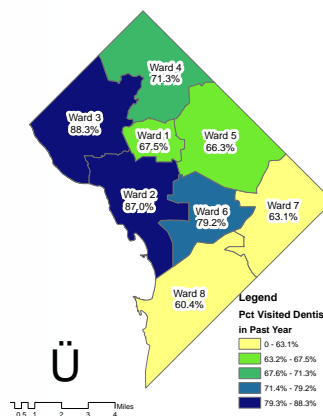 Ward 4
71.3%
Ward 3
88.3%
Ward 1
67.5%
Ward 5
66.3%
Ward 2
87.0%
Ward 6
79.2%
Ward 7
63.1%
Ward 8
60.4%
Legend
Pct Visited Dentis
in Past Year
0 - 63.1%
63.2% - 67.5%
67.6% - 71.3%
71.4% - 79.2%
79.3% - 88.3%
Ü
0 0.5 1 2 3 4 Miles